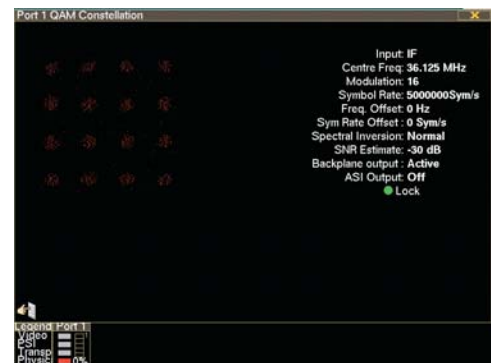 Port 1 QAM Constellation
Input: IF
Centre Freq: 36.125 MHz
Modulation: 16
Symbol Rate: 5000000Sym/s
Freq. Offset: 0 Hz
Sym Rate Offset : 0 Sym/s
Spectral Inversion: Normal
SNR Estimate: -30 dB
Backplane output : Active
ASI Output: Off
Lock
Legend Port 1
Video
PSI
Transp
Physic 0%